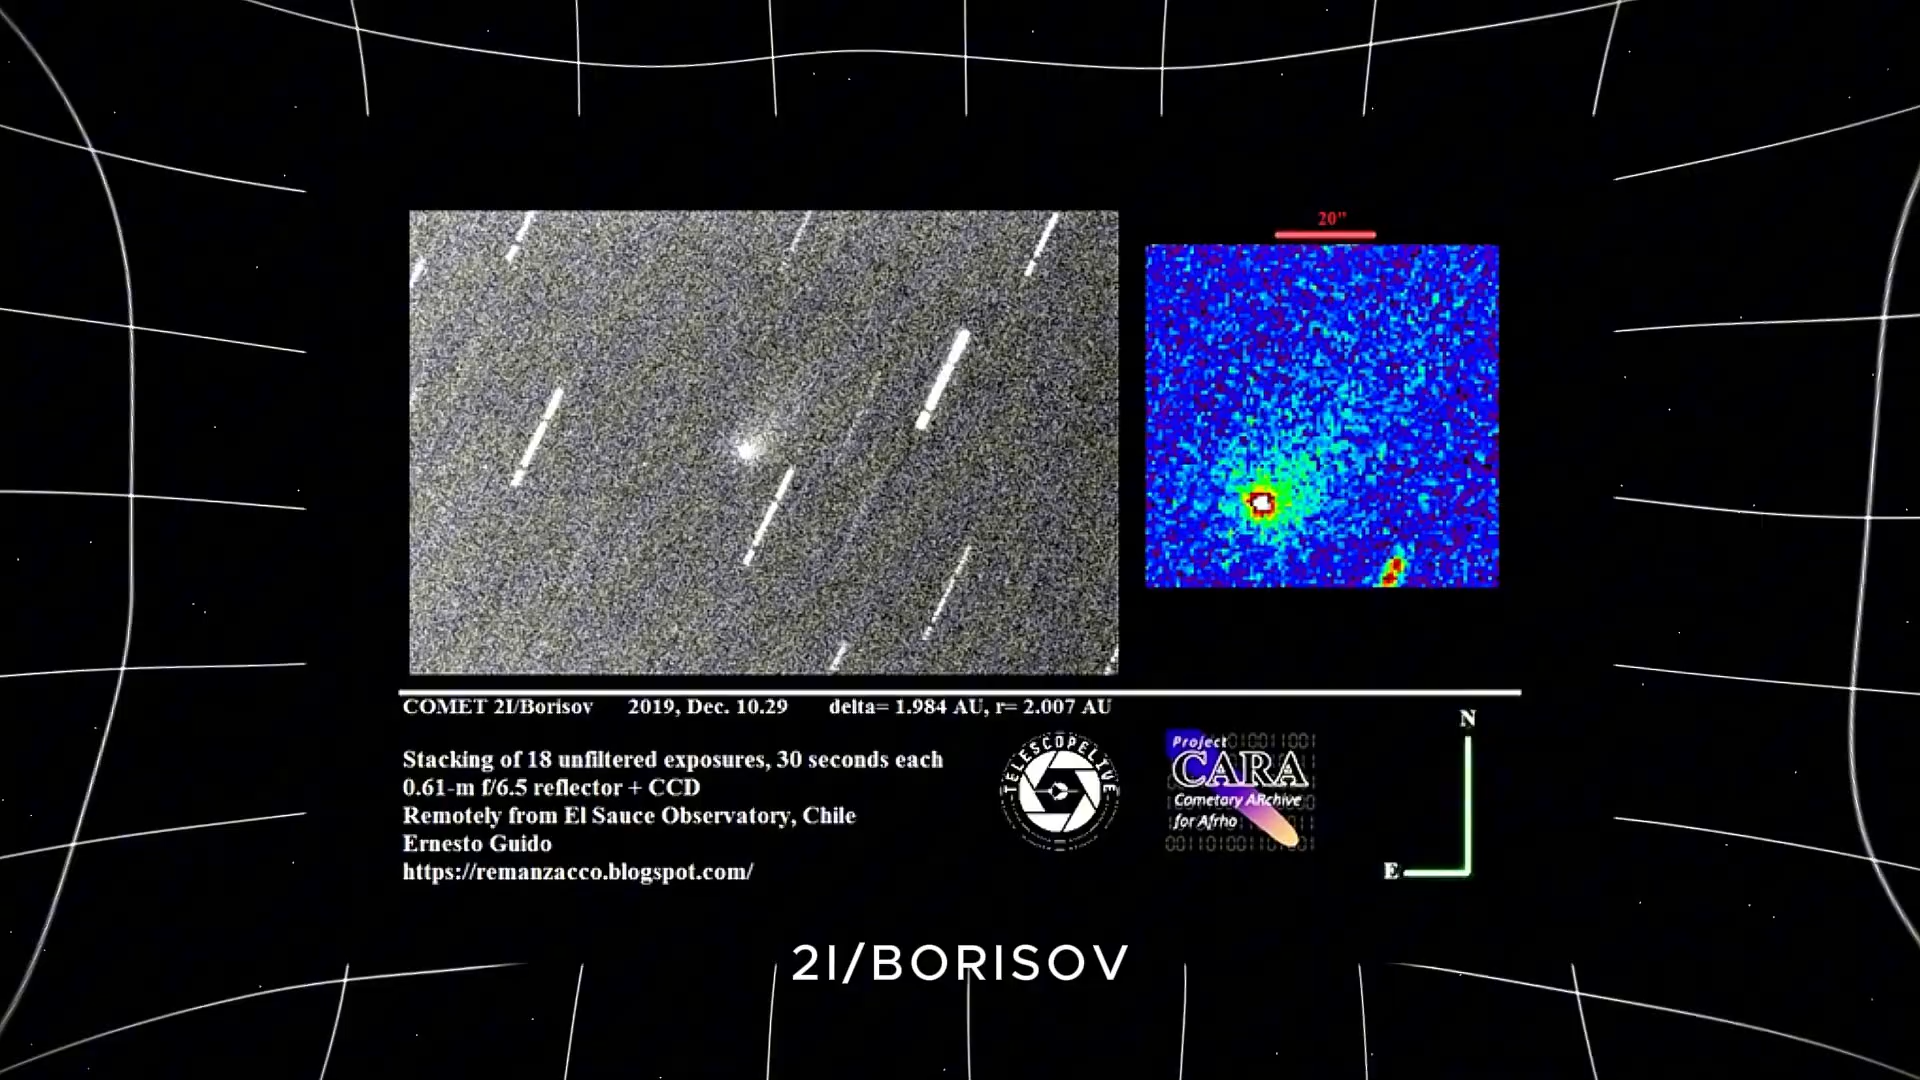 20"
COMET 2I/Borisov 2019, Dec. 10.29 delta= 1.984 AU, r= 2.007 AU
N
Stacking of 18 unfiltered exposures, 30 seconds each
0.61-m f/6.5 reflector + CCD
Remotely from El Sauce Observatory, Chile
Ernesto Guido
https://remanzacco.blogspot.com/
TELESCOPELIVE
Project
CARA
Cometary ARchive
for Afrho
E
2I/BORISOV